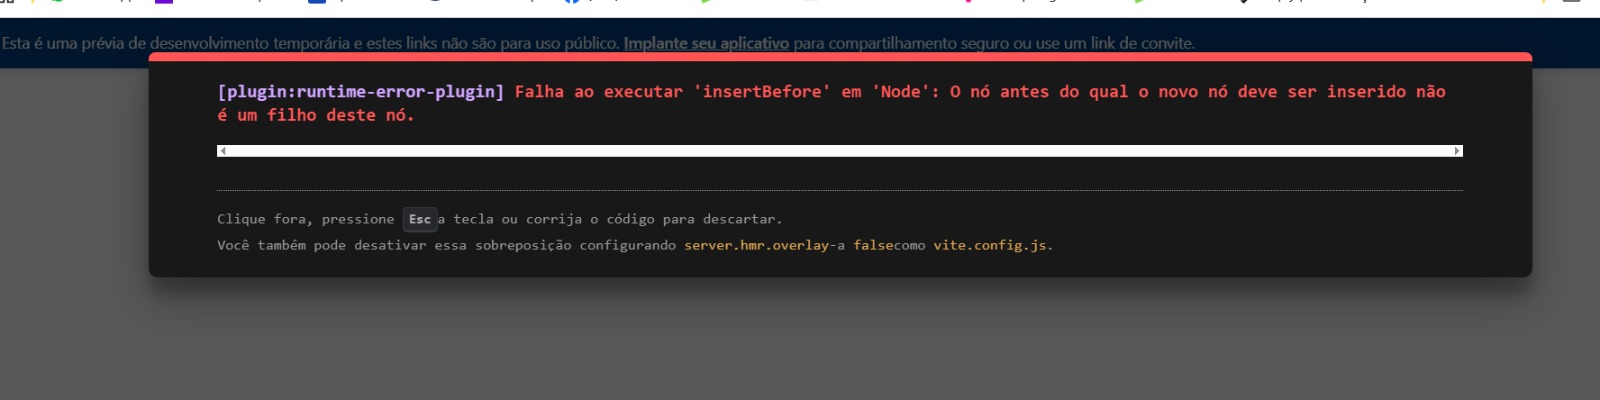 Esta é uma prévia de desenvolvimento temporária e estes links não são para uso público. Implante seu aplicativo para compartilhamento seguro ou use um link de convite.
[plugin:runtime-error-plugin] Falha ao executar 'insertBefore' em 'Node': O nó antes do qual o novo nó deve ser inserido não
é um filho deste nó.
Clique fora, pressione Esc a tecla ou corrija o código para descartar.
Você também pode desativar essa sobreposição configurando server.hmr.overlay-a falsecomo vite.config.js.